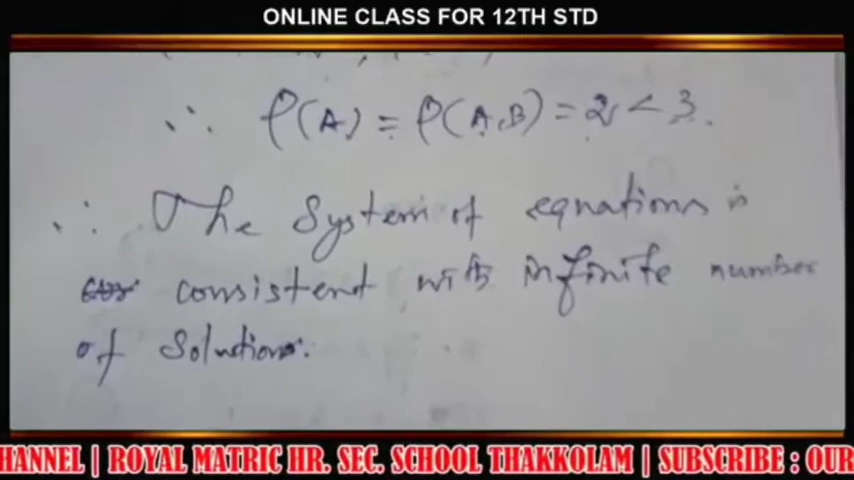 ONLINE CLASS FOR 12TH STD
∴ ρ(A) = ρ(A,B) = 2 < 3.
∴ The System of equations is
consistent with infinite number
of Solutions.
HANNEL | ROYAL MATRIC HR. SEC. SCHOOL THAKKOLAM | SUBSCRIBE : OUR